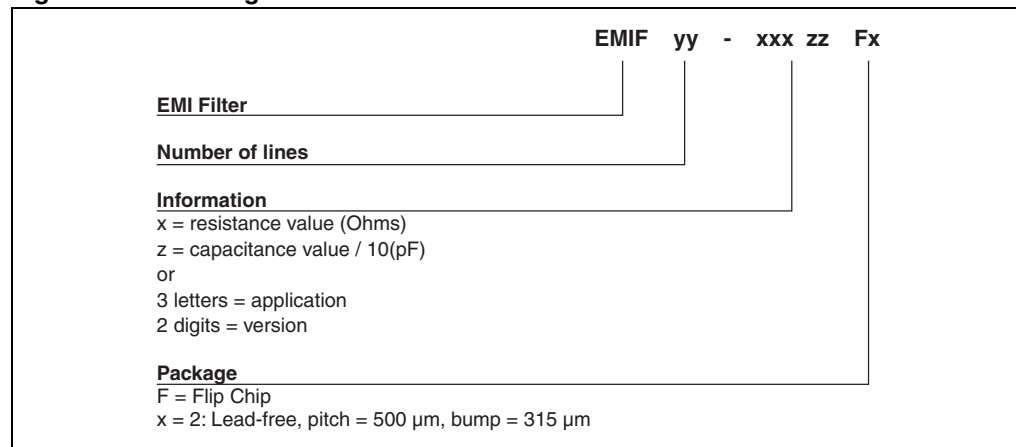 EMIF yy - xxx zz Fx
EMI Filter
Number of lines
Information
x = resistance value (Ohms)
z = capacitance value / 10(pF)
or
3 letters = application
2 digits = version
Package
F = Flip Chip
x = 2: Lead-free, pitch = 500 µm, bump = 315 µm